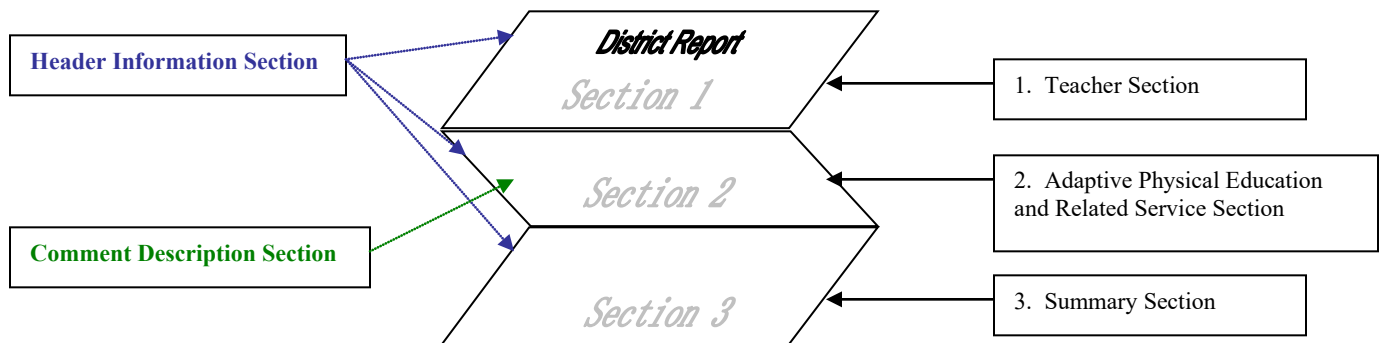 District Report
Header Information Section
Section 1
1. Teacher Section
Section 2
2. Adaptive Physical Education
and Related Service Section
Comment Description Section
Section 3
3. Summary Section